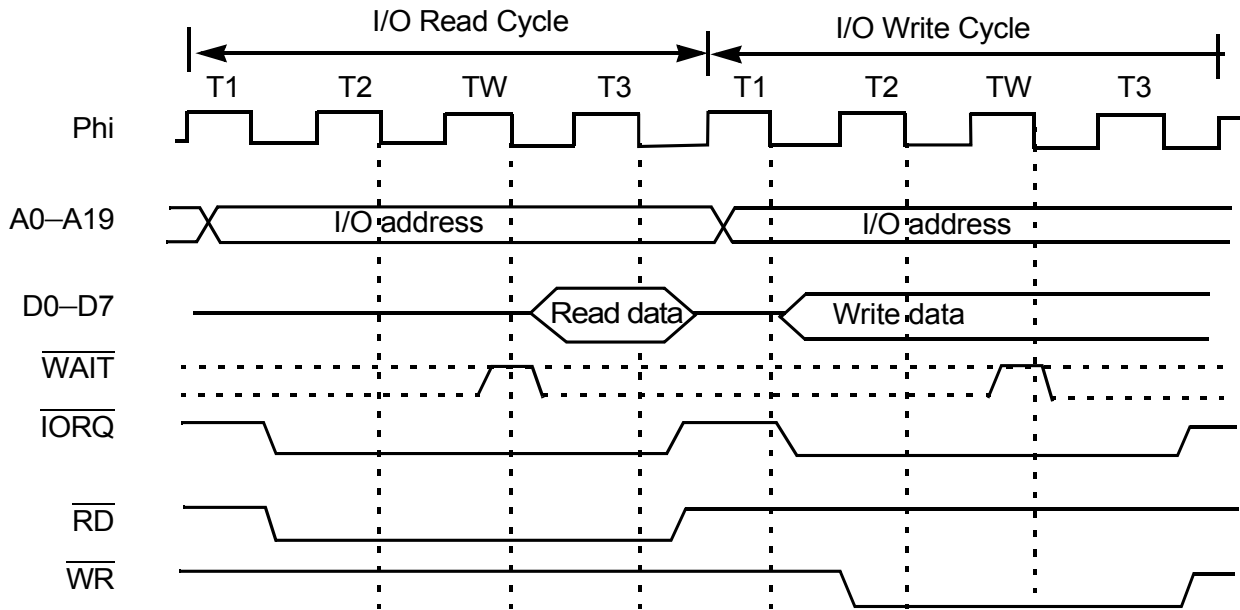 I/O Read Cycle I/O Write Cycle
T1 T2 TW T3 T1 T2 TW T3
Phi
A0–A19 I/O address I/O address
D0–D7 Read data Write data
WAIT
IORQ
RD
WR